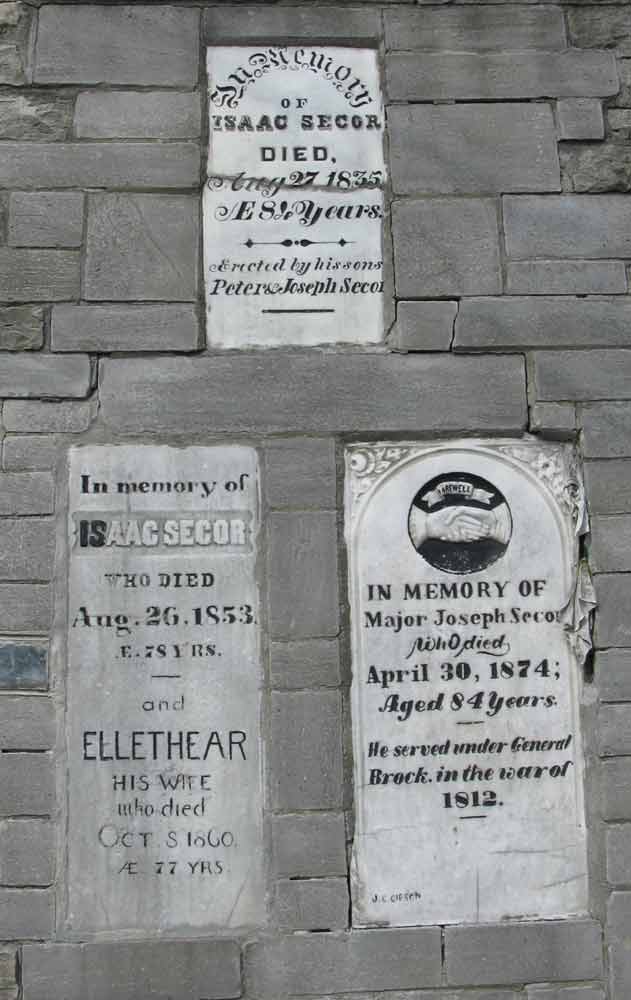 In Memory
OF
ISAAC SECOR
DIED,
Aug 27, 1835
Æ 81½ Years.
Erected by his sons
Peter & Joseph Secor
In memory of
ISAAC SECOR
WHO DIED
Aug. 26. 1853.
Æ. 78 YRS.
and
ELLETHEAR
HIS WIFE
who died
OCT. 8 1860.
Æ 77 YRS.
FAREWELL
IN MEMORY OF
Major Joseph Secor
Who died
April 30, 1874;
Aged 84 Years.
He served under General
Brock. in the war of
1812.